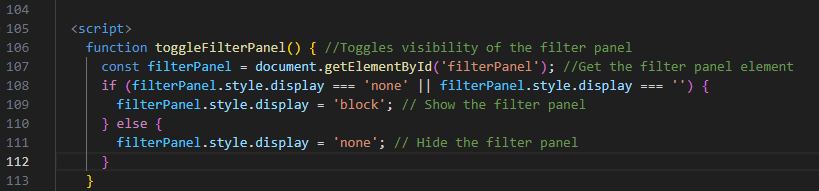 104
105 <script>
106 function toggleFilterPanel() { //Toggles visibility of the filter panel
107 const filterPanel = document.getElementById('filterPanel'); //Get the filter panel element
108 if (filterPanel.style.display === 'none' || filterPanel.style.display === '') {
109 filterPanel.style.display = 'block'; // Show the filter panel
110 } else {
111 filterPanel.style.display = 'none'; // Hide the filter panel
112 }
113 }